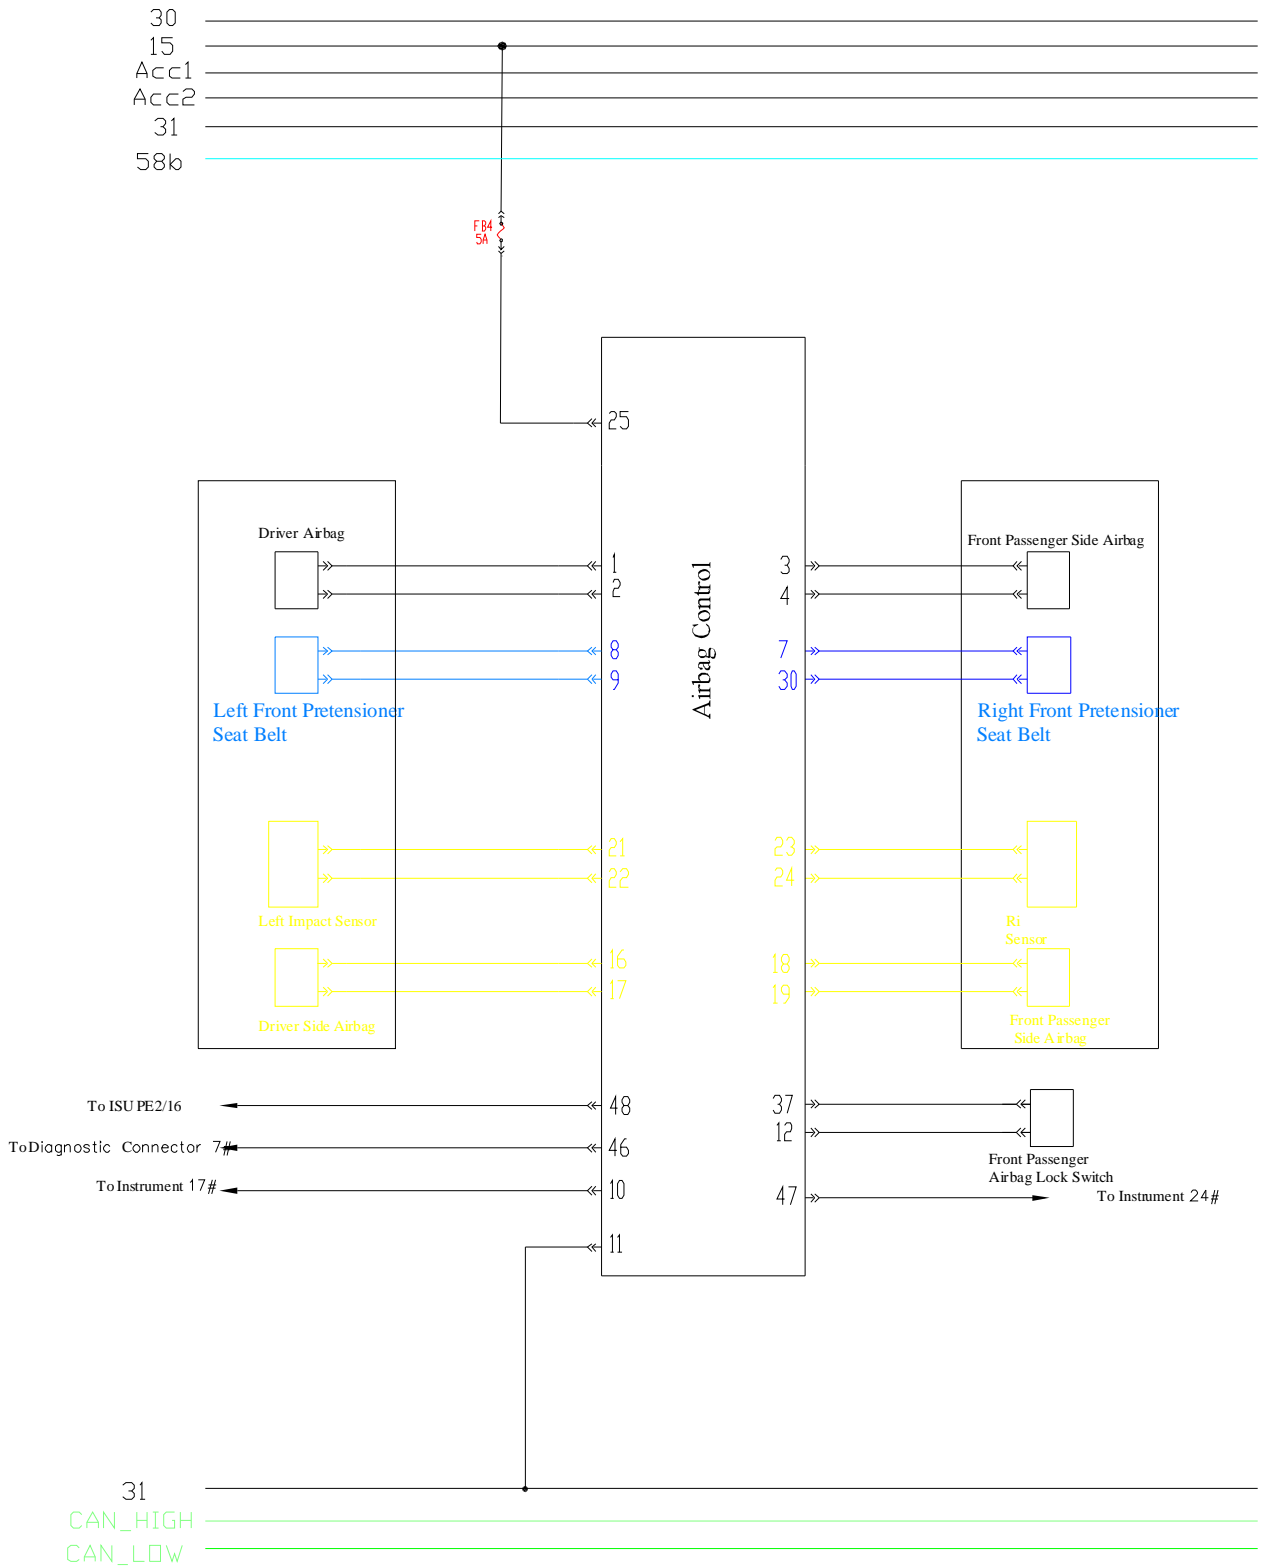 30
15
Acc1
Acc2
31
58b
FB4
5A
25
Driver Airbag
Front Passenger Side Airbag
1
2
3
4
Airbag Control
8
9
7
30
Left Front Pretensioner
Seat Belt
Right Front Pretensioner
Seat Belt
21
22
23
24
Left Impact Sensor
Ri
Sensor
16
17
18
19
Driver Side Airbag
Front Passenger
Side Airbag
To ISU PE2/16
48
37
12
To Diagnostic Connector 7#
46
Front Passenger
Airbag Lock Switch
To Instrument 17#
10
47
To Instrument 24#
11
31
CAN_HIGH
CAN_LOW